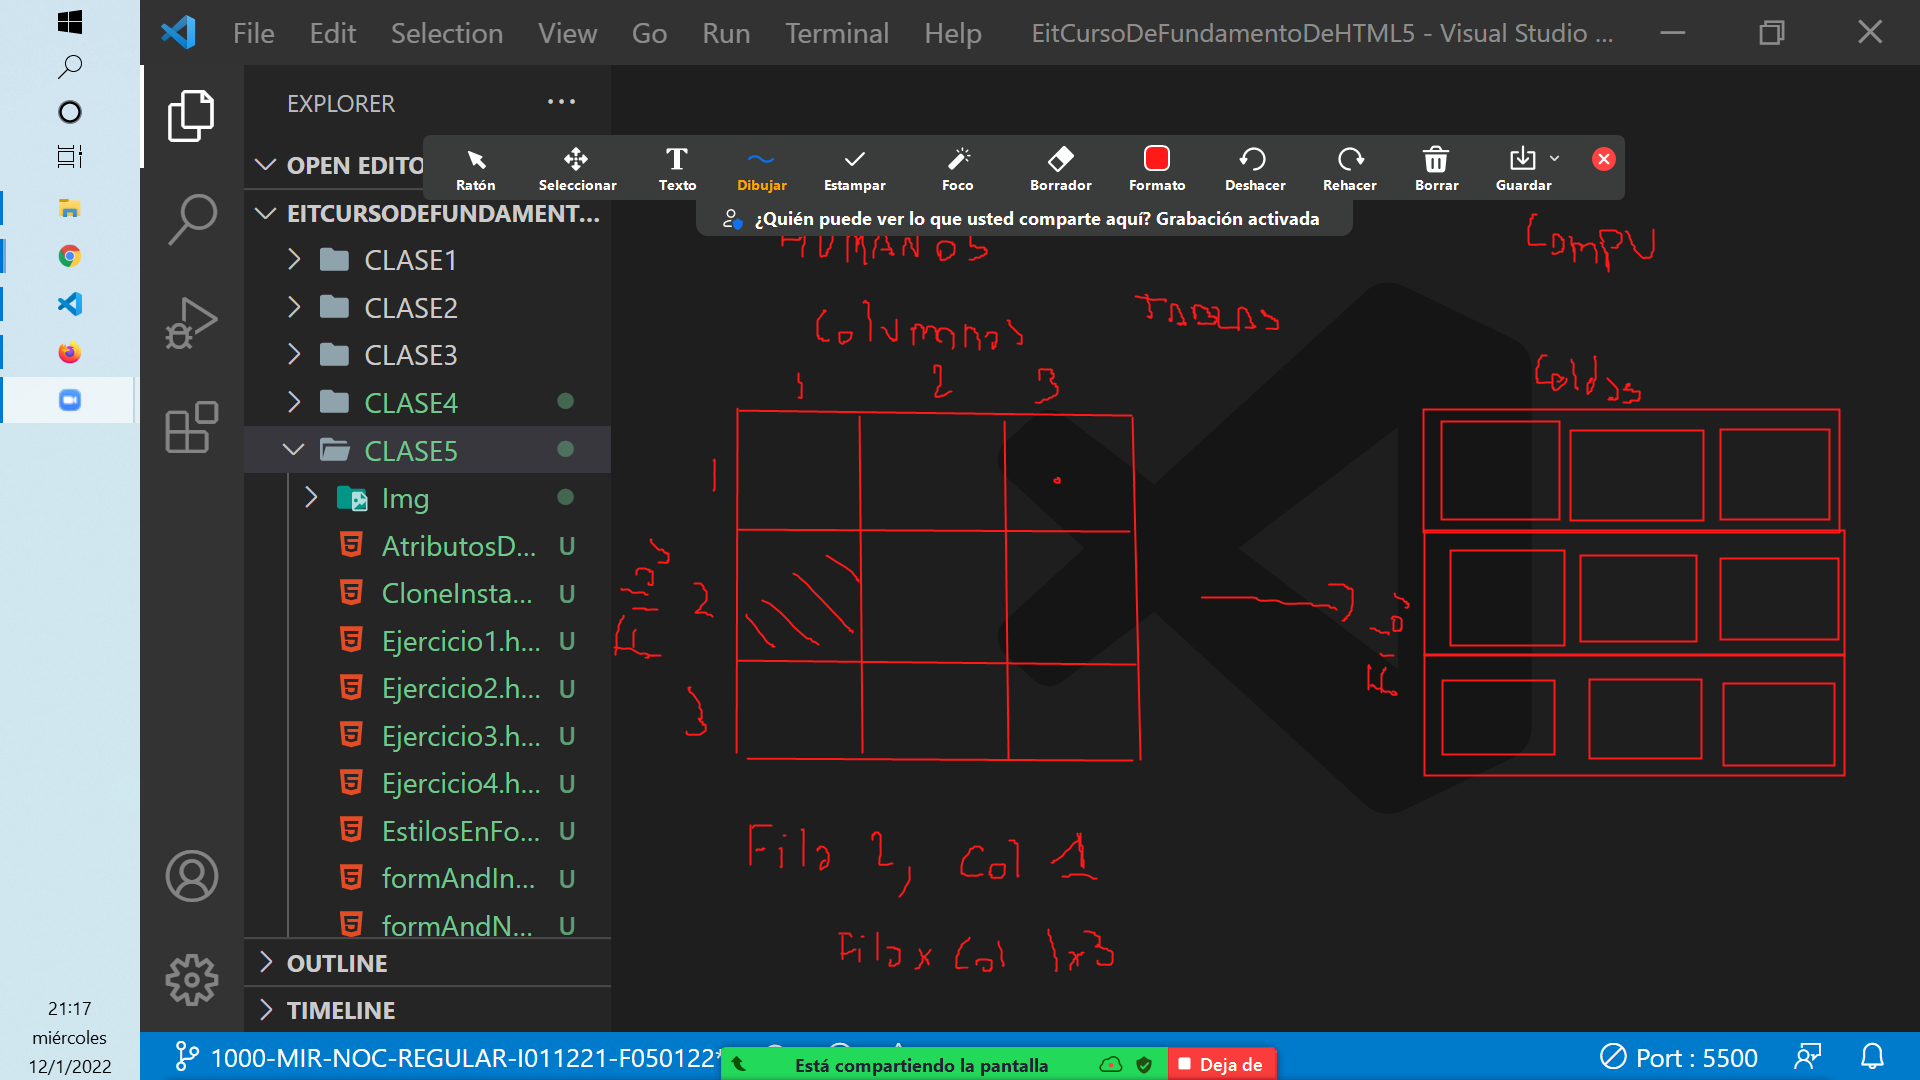 File Edit Selection View Go Run Terminal Help EitCursoDeFundamentoDeHTML5 - Visual Studio ...
EXPLORER
OPEN EDITO
Ratón Seleccionar Texto Dibujar Estampar Foco Borrador Formato Deshacer Rehacer Borrar Guardar
¿Quién puede ver lo que usted comparte aquí? Grabación activada
EITCURSODEFUNDAMENT...
CLASE1
CLASE2
CLASE3
CLASE4
CLASE5
Img
AtributosD... U
CloneInsta... U
Ejercicio1.h... U
Ejercicio2.h... U
Ejercicio3.h... U
Ejercicio4.h... U
EstilosEnFo... U
formAndIn... U
formAndN... U
OUTLINE
TIMELINE
HUMANOS
COMPU
Columnas
TABLAS
1 2 3
1
2
3
Filas
Fila 2, Col 1
Fila x Col 1x3
Filas
21:17
miércoles
12/1/2022
1000-MIR-NOC-REGULAR-I011221-F050122*
Está compartiendo la pantalla
Deja de
Port : 5500